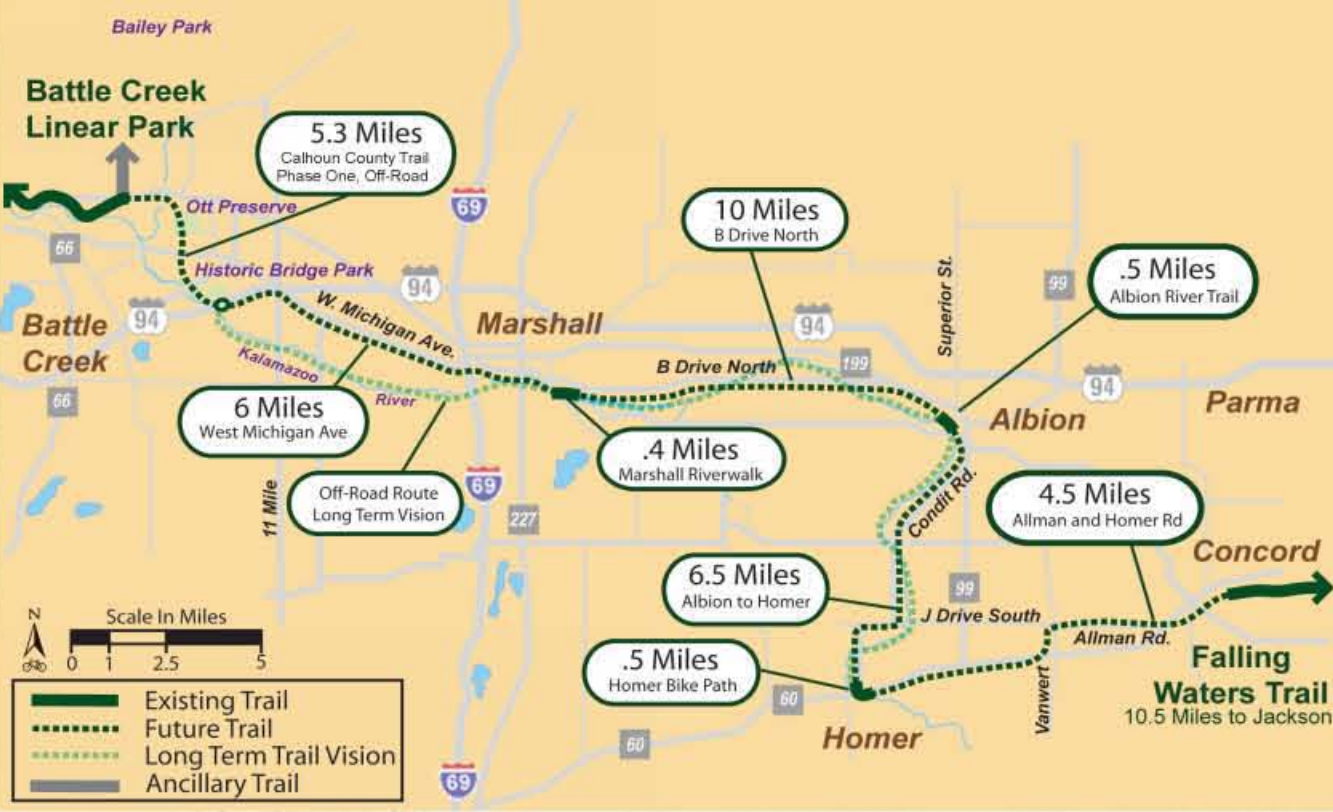 Bailey Park
Battle Creek
Linear Park
5.3 Miles
Calhoun County Trail
Phase One, Off-Road
Ott Preserve
69
66
10 Miles
B Drive North
Historic Bridge Park
94
Superior St.
99
.5 Miles
Albion River Trail
Battle
Creek
94
W. Michigan Ave.
Marshall
94
Kalamazoo
River
B Drive North
199
94
Parma
66
6 Miles
West Michigan Ave
Albion
.4 Miles
Marshall Riverwalk
Off-Road Route
Long Term Vision
69
11 Mile
227
Condit Rd.
4.5 Miles
Allman and Homer Rd
Concord
6.5 Miles
Albion to Homer
99
J Drive South
Allman Rd.
N
Scale In Miles
0 1 2.5 5
.5 Miles
Homer Bike Path
60
Vanwert
Falling
Waters Trail
10.5 Miles to Jackson
Existing Trail
Future Trail
Long Term Trail Vision
Ancillary Trail
60
Homer
69